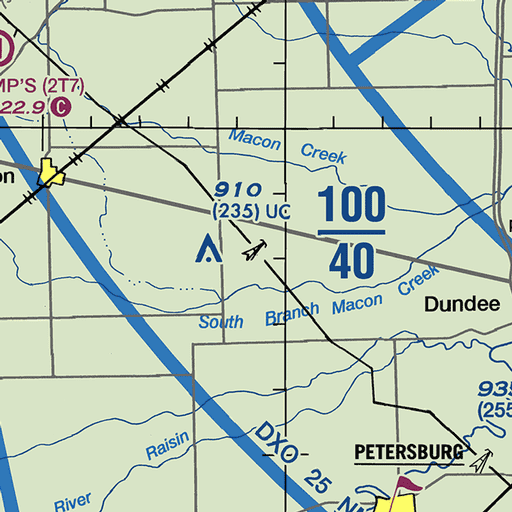 MP'S (2T7)
22.9 C
on
Macon Creek
910
(235) UC
100
40
South Branch Macon Creek
Dundee
935
(255
Raisin
River
DXO 25
PETERSBURG